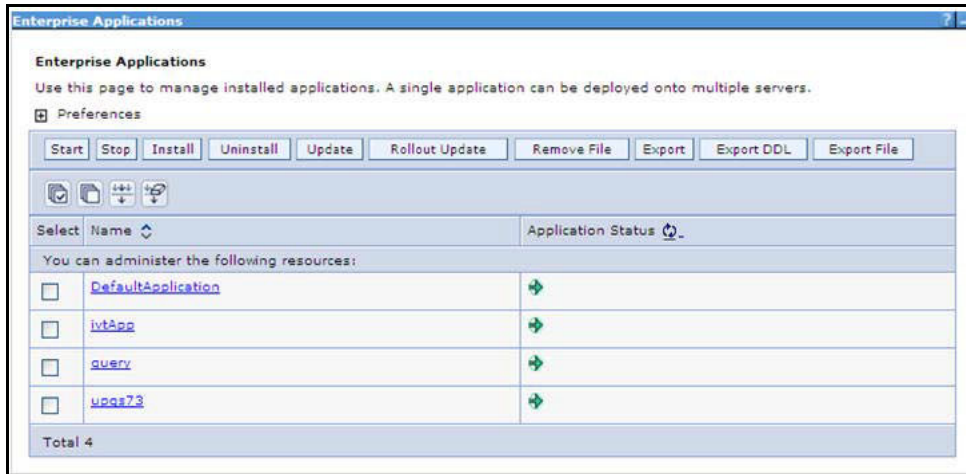 Enterprise Applications ? -
Enterprise Applications
Use this page to manage installed applications. A single application can be deployed onto multiple servers.
Preferences
Start Stop Install Uninstall Update Rollout Update Remove File Export Export DDL Export File
Select Name Application Status
You can administer the following resources:
DefaultApplication
ivtApp
query
upgs73
Total 4